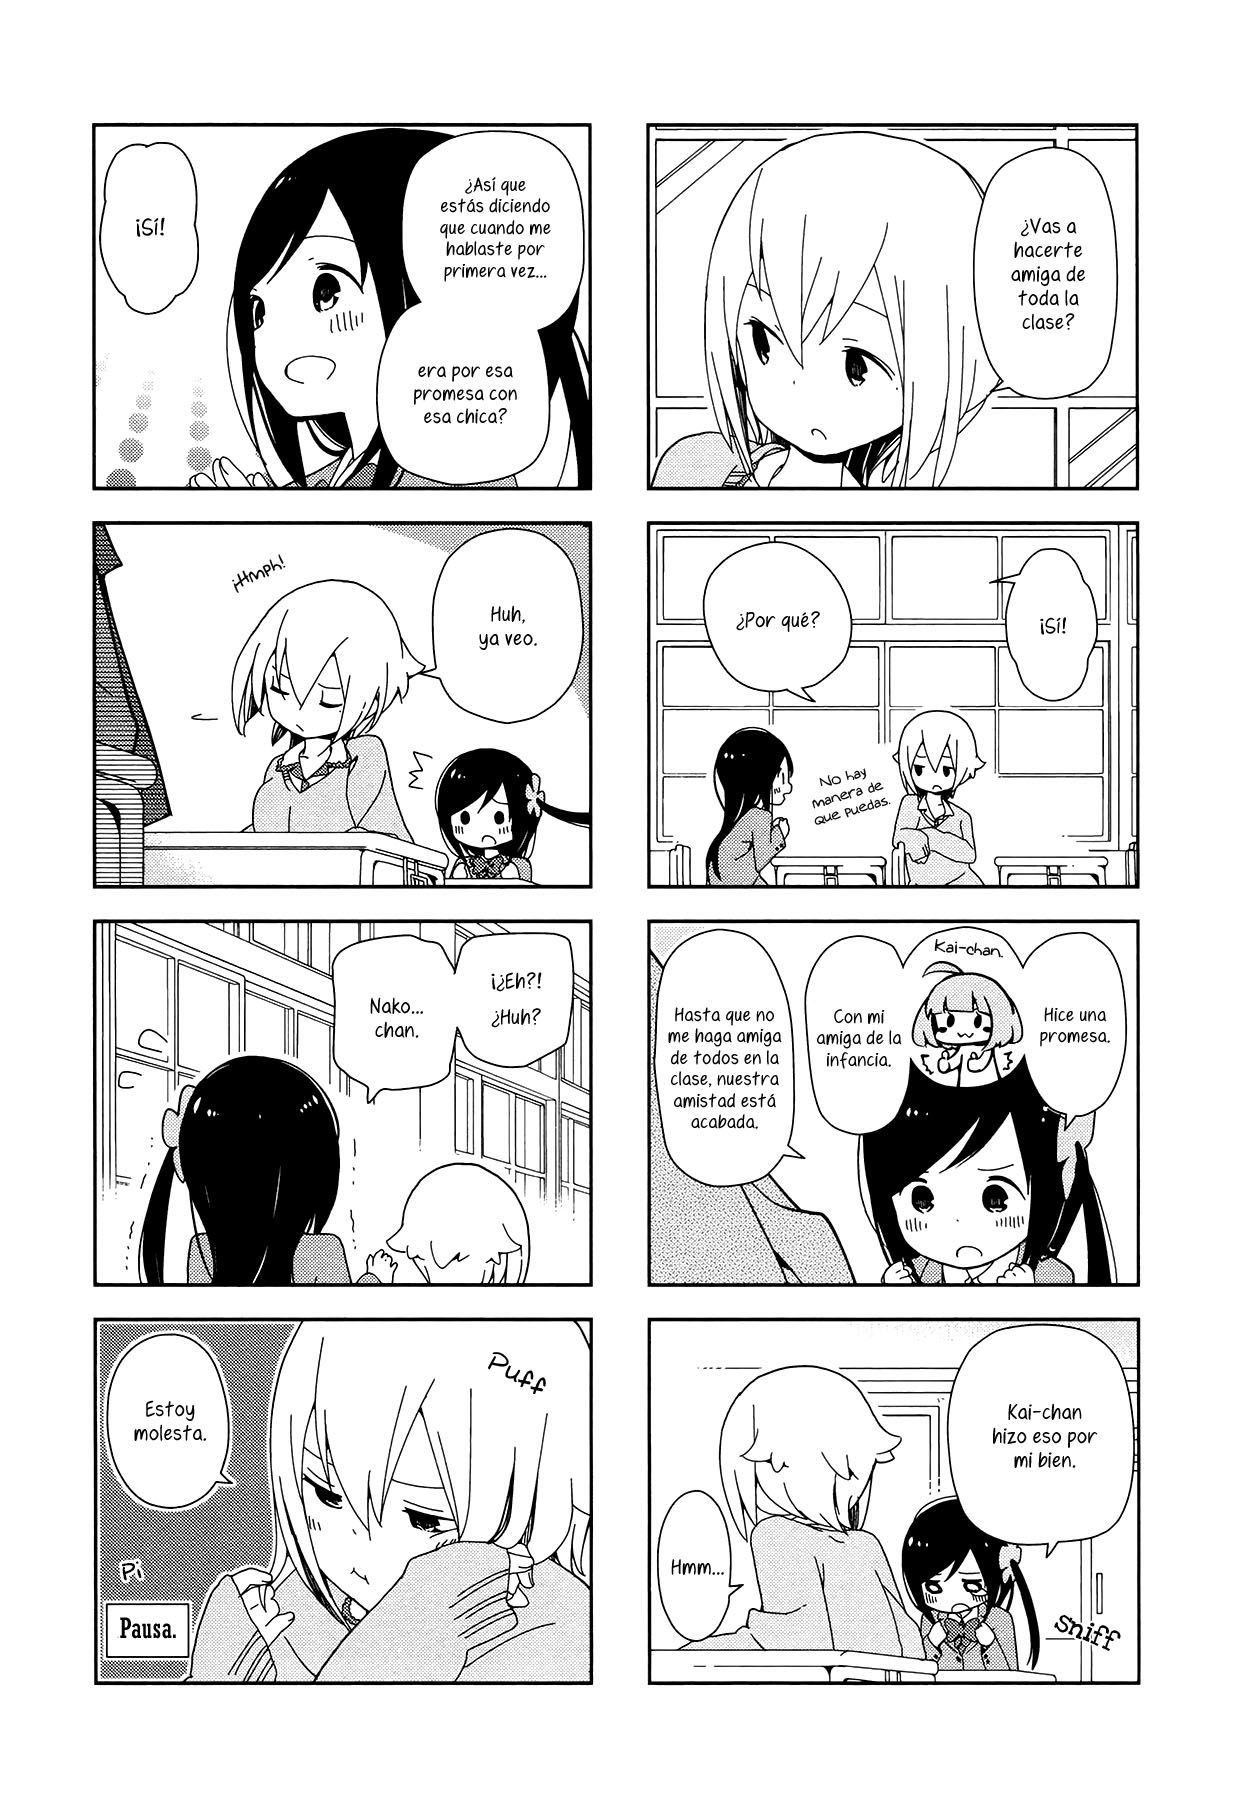 ¿Vas a
hacerte
amiga de
toda la
clase?
¡Sí!
¿Por qué?
No hay
manera de
que puedas.
Hice una
promesa.
Kai-chan.
Con mi
amiga de la
infancia.
Hasta que no
me haga amiga
de todos en la
clase, nuestra
amistad está
acabada.
Kai-chan
hizo eso por
mi bien.
Sniff
Hmm...
¿Así que
estás diciendo
que cuando me
hablaste por
primera vez...
era por esa
promesa con
esa chica?
¡Sí!
Huh,
ya veo.
¡Hmph!
¡¿Eh?!
¿Huh?
Nako...
chan.
Puff
Estoy
molesta.
Pi
Pausa.